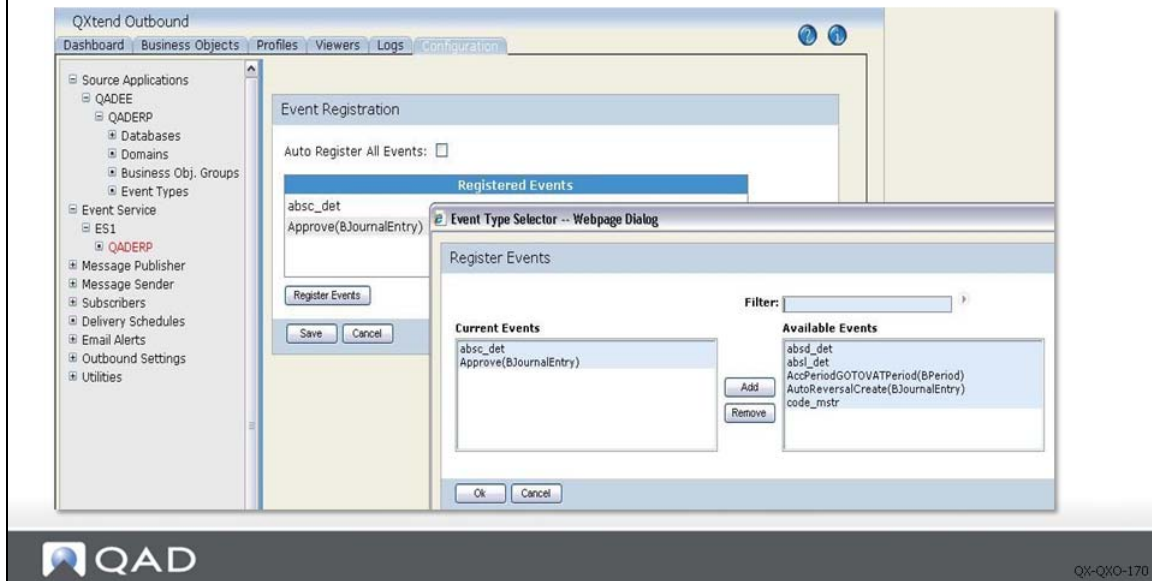 QXtend Outbound
Dashboard Business Objects Profiles Viewers Logs Configuration
Source Applications
QADEE
QADERP
Databases
Domains
Business Obj. Groups
Event Types
Event Service
ES1
QADERP
Message Publisher
Message Sender
Subscribers
Delivery Schedules
Email Alerts
Outbound Settings
Utilities
Event Registration
Auto Register All Events:
Registered Events
absc_det
Approve(BJournalEntry)
Register Events
Save Cancel
Event Type Selector -- Webpage Dialog
Register Events
Filter:
Current Events
absc_det
Approve(BJournalEntry)
Add
Remove
Available Events
absd_det
absl_det
AccPeriodGOTOVATPeriod(BPeriod)
AutoReversalCreate(BJournalEntry)
code_mstr
Ok Cancel
QAD
QX-QXO-170